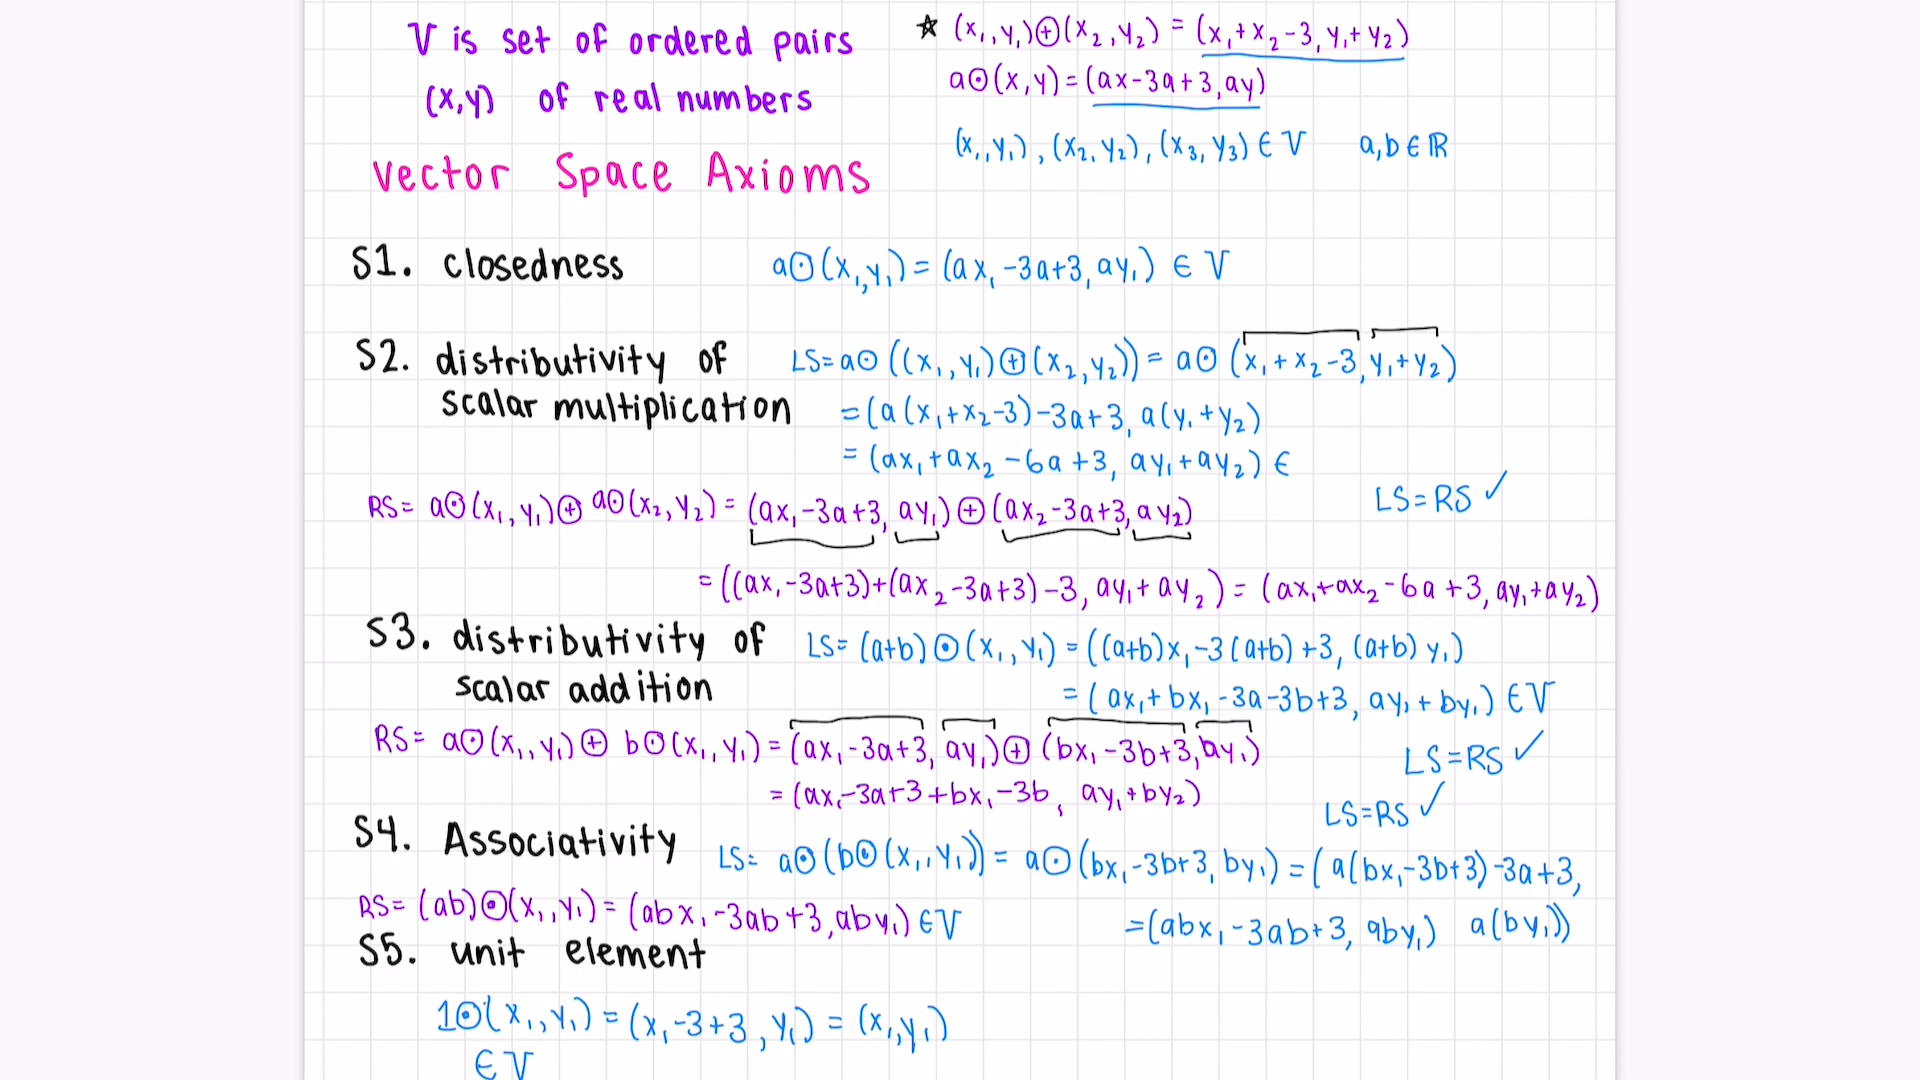 V is set of ordered pairs
(x,y) of real numbers
☆ (x₁,y₁)⊕(x₂,y₂) = (x₁+x₂-3, y₁+y₂)
a⊙(x,y)=(ax-3a+3,ay)
(x₁,y₁), (x₂,y₂), (x₃,y₃) ∈ V a,b ∈ ℝ
Vector Space Axioms
S1. closedness a⊙(x₁,y₁)= (ax₁-3a+3, ay₁) ∈ V
S2. distributivity of LS=a⊙((x₁,y₁)⊕(x₂,y₂))= a⊙(x₁+x₂-3,y₁+y₂)
scalar multiplication =(a(x₁+x₂-3)-3a+3, a(y₁+y₂)
= (ax₁+ax₂-6a+3, ay₁+ay₂) ∈
RS= a⊙(x₁,y₁)⊕ a⊙(x₂,y₂)= (ax₁-3a+3, ay₁)⊕(ax₂-3a+3,ay₂) LS=RS ✓
= ((ax₁-3a+3)+(ax₂-3a+3)-3, ay₁+ay₂)= (ax₁+ax₂-6a+3, ay₁+ay₂)
S3. distributivity of LS= (a+b)⊙(x₁,y₁)=((a+b)x₁-3(a+b)+3, (a+b)y₁)
scalar addition = (ax₁+bx₁-3a-3b+3, ay₁+by₁) ∈V
RS= a⊙(x₁,y₁)⊕ b⊙(x₁,y₁)=(ax₁-3a+3, ay₁)⊕(bx₁-3b+3,by₁) LS=RS ✓
= (ax₁-3a+3+bx₁-3b, ay₁+by₂)
LS=RS ✓
S4. Associativity LS= a⊙(b⊙(x₁,y₁))= a⊙(bx₁-3b+3, by₁)=(a(bx₁-3b+3)-3a+3,
RS= (ab)⊙(x₁,y₁)= (abx₁-3ab+3,aby₁) ∈V =(abx₁-3ab+3, aby₁) a(by₁))
S5. unit element
1⊙(x₁,y₁)= (x₁-3+3, y₁) = (x₁,y₁)
∈ V